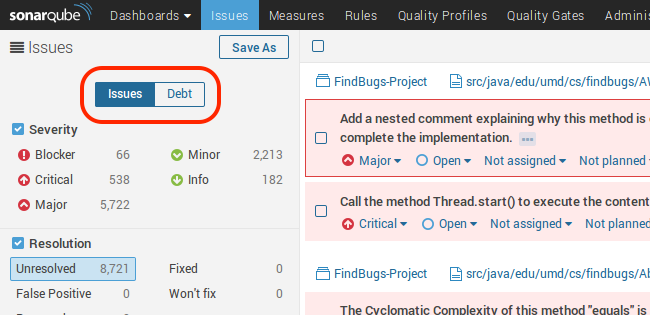 sonarqube Dashboards Issues Measures Rules Quality Profiles Quality Gates
Issues Save As
Issues Debt
Severity
Blocker 66 Minor 2,213
Critical 538 Info 182
Major 5,722
Resolution
Unresolved 8,721 Fixed 0
False Positive 0 Won't fix 0
FindBugs-Project src/java/edu/umd/cs/findbugs/
Add a nested comment explaining why this method is
complete the implementation.
Major Open Not assigned Not planned
Call the method Thread.start() to execute the content
Critical Open Not assigned Not planned
FindBugs-Project src/java/edu/umd/cs/findbugs/
The Cyclomatic Complexity of this method "equals" is